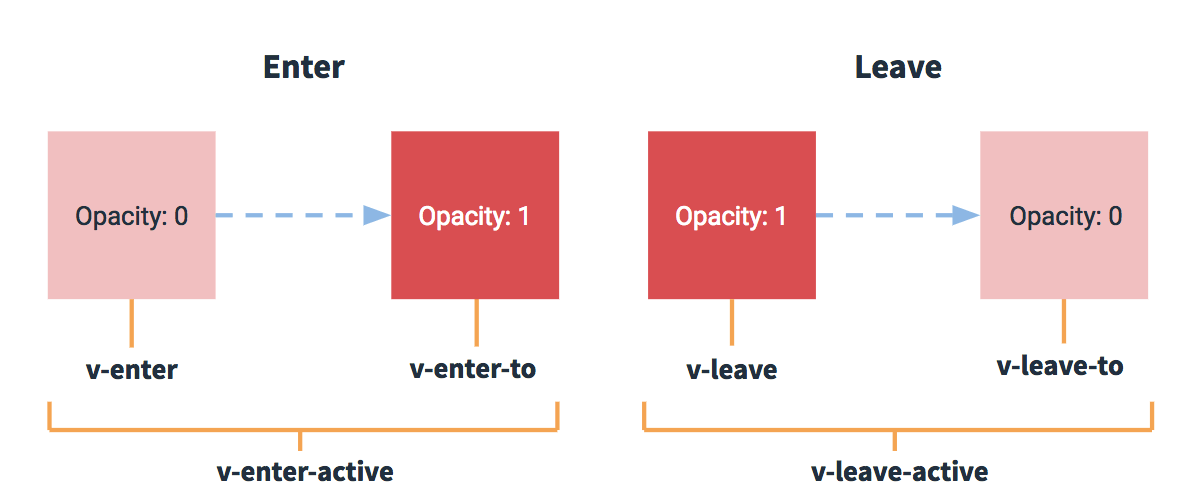 Enter
Leave
Opacity: 0
Opacity: 1
Opacity: 1
Opacity: 0
v-enter
v-enter-to
v-leave
v-leave-to
v-enter-active
v-leave-active